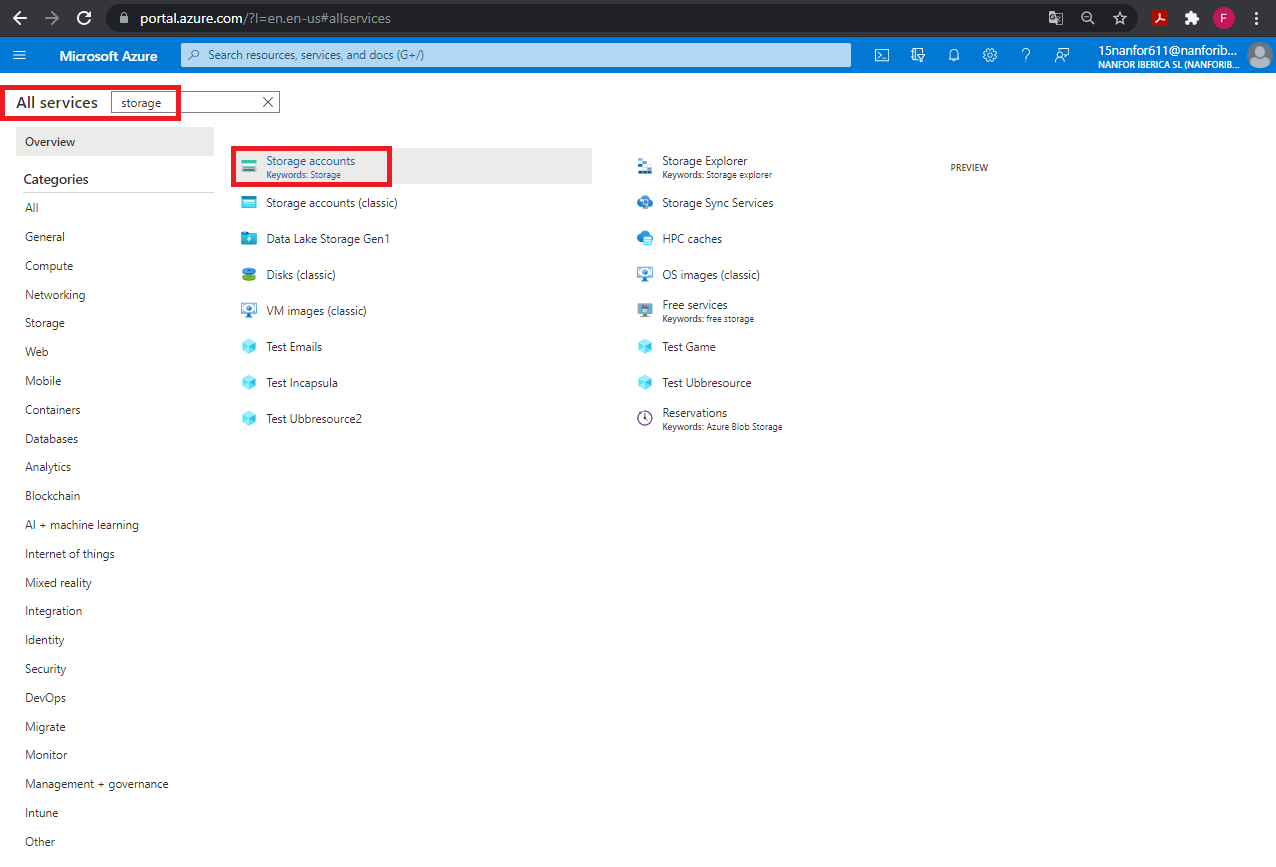 portal.azure.com/?l=en.en-us#allservices
F
Microsoft Azure
Search resources, services, and docs (G+/)
15nanfor611@nanforib...
NANFOR IBERICA SL (NANFORIB...
All services
storage
Overview
Categories
All
General
Compute
Networking
Storage
Web
Mobile
Containers
Databases
Analytics
Blockchain
AI + machine learning
Internet of things
Mixed reality
Integration
Identity
Security
DevOps
Migrate
Monitor
Management + governance
Intune
Other
Storage accounts
Keywords: Storage
Storage accounts (classic)
Data Lake Storage Gen1
Disks (classic)
VM images (classic)
Test Emails
Test Incapsula
Test Ubbresource2
Storage Explorer
Keywords: Storage explorer
PREVIEW
Storage Sync Services
HPC caches
OS images (classic)
Free services
Keywords: free storage
Test Game
Test Ubbresource
Reservations
Keywords: Azure Blob Storage